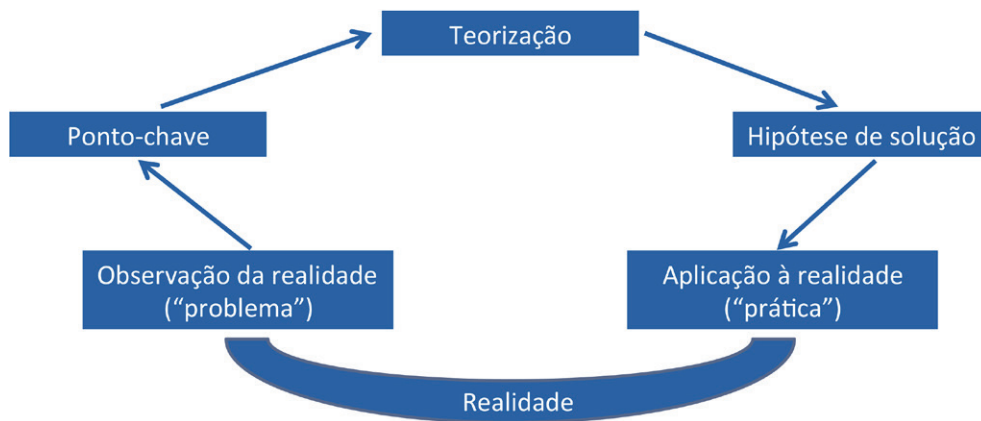 Teorização
Ponto-chave
Hipótese de solução
Observação da realidade
(“problema”)
Aplicação à realidade
(“prática”)
Realidade